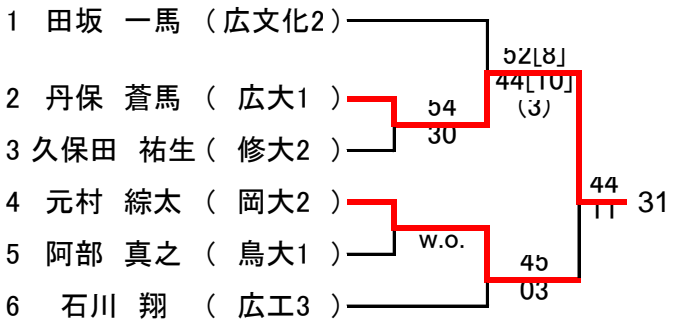 1 田坂 一馬 (広文化2)
52[8]
44[10]
(3)
2 丹保 蒼馬 ( 広大1 )
54
30
3 久保田 祐生 ( 修大2 )
44
11
31
4 元村 綜太 ( 岡大2 )
w.o.
5 阿部 真之 ( 鳥大1 )
45
03
6 石川 翔 ( 広工3 )